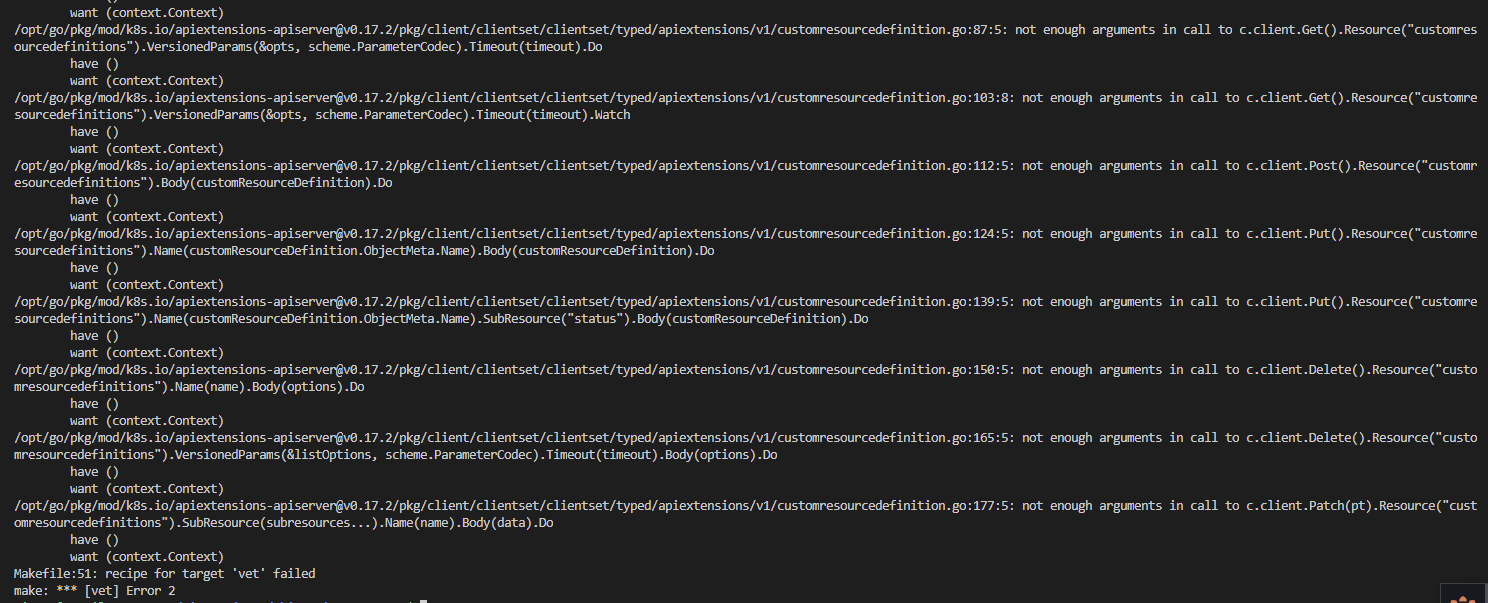 want (context.Context)
/opt/go/pkg/mod/k8s.io/apiextensions-apiserver@v0.17.2/pkg/client/clientset/clientset/typed/apiextensions/v1/customresourcedefinition.go:87:5: not enough arguments in call to c.client.Get().Resource("customres
ourcedefinitions").VersionedParams(&opts, scheme.ParameterCodec).Timeout(timeout).Do
have ()
want (context.Context)
/opt/go/pkg/mod/k8s.io/apiextensions-apiserver@v0.17.2/pkg/client/clientset/clientset/typed/apiextensions/v1/customresourcedefinition.go:103:8: not enough arguments in call to c.client.Get().Resource("customre
sourcedefinitions").VersionedParams(&opts, scheme.ParameterCodec).Timeout(timeout).Watch
have ()
want (context.Context)
/opt/go/pkg/mod/k8s.io/apiextensions-apiserver@v0.17.2/pkg/client/clientset/clientset/typed/apiextensions/v1/customresourcedefinition.go:112:5: not enough arguments in call to c.client.Post().Resource("customr
esourcedefinitions").Body(customResourceDefinition).Do
have ()
want (context.Context)
/opt/go/pkg/mod/k8s.io/apiextensions-apiserver@v0.17.2/pkg/client/clientset/clientset/typed/apiextensions/v1/customresourcedefinition.go:124:5: not enough arguments in call to c.client.Put().Resource("customre
sourcedefinitions").Name(customResourceDefinition.ObjectMeta.Name).Body(customResourceDefinition).Do
have ()
want (context.Context)
/opt/go/pkg/mod/k8s.io/apiextensions-apiserver@v0.17.2/pkg/client/clientset/clientset/typed/apiextensions/v1/customresourcedefinition.go:139:5: not enough arguments in call to c.client.Put().Resource("customre
sourcedefinitions").Name(customResourceDefinition.ObjectMeta.Name).SubResource("status").Body(customResourceDefinition).Do
have ()
want (context.Context)
/opt/go/pkg/mod/k8s.io/apiextensions-apiserver@v0.17.2/pkg/client/clientset/clientset/typed/apiextensions/v1/customresourcedefinition.go:150:5: not enough arguments in call to c.client.Delete().Resource("custo
mresourcedefinitions").Name(name).Body(options).Do
have ()
want (context.Context)
/opt/go/pkg/mod/k8s.io/apiextensions-apiserver@v0.17.2/pkg/client/clientset/clientset/typed/apiextensions/v1/customresourcedefinition.go:165:5: not enough arguments in call to c.client.Delete().Resource("custo
mresourcedefinitions").VersionedParams(&listOptions, scheme.ParameterCodec).Timeout(timeout).Body(options).Do
have ()
want (context.Context)
/opt/go/pkg/mod/k8s.io/apiextensions-apiserver@v0.17.2/pkg/client/clientset/clientset/typed/apiextensions/v1/customresourcedefinition.go:177:5: not enough arguments in call to c.client.Patch(pt).Resource("cust
omresourcedefinitions").SubResource(subresources...).Name(name).Body(data).Do
have ()
want (context.Context)
Makefile:51: recipe for target 'vet' failed
make: *** [vet] Error 2